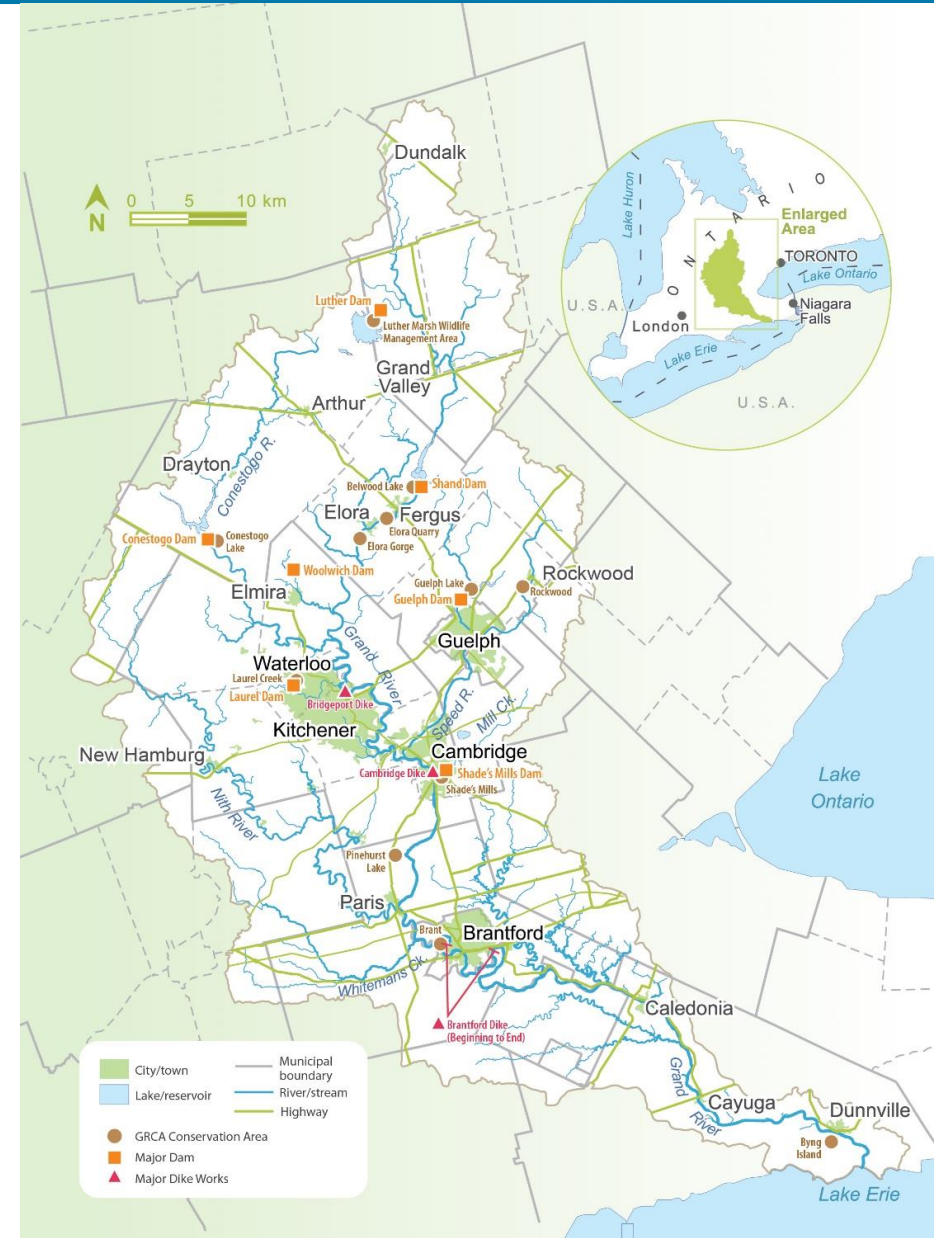 Dundalk
0 5 10 km
N
Luther Dam
Luther Marsh Wildlife
Management Area
Grand
Valley
Arthur
Drayton
Conestogo R.
Belwood Lake
Shand Dam
Elora
Fergus
Elora Quarry
Elora Gorge
Conestogo Dam
Conestogo
Lake
Woolwich Dam
Elmira
Guelph Lake
Guelph Dam
Rockwood
Rockwood
Guelph
Grand River
Waterloo
Laurel Creek
Laurel Dam
Bridgeport Dike
Kitchener
Speed R.
Mill Ck.
New Hamburg
Cambridge
Cambridge Dike
Shade's Mills Dam
Shade's Mills
Nith River
Pinehurst
Lake
Paris
Brant
Brantford
Whitemans Ck.
Brantford Dike
(Beginning to End)
Caledonia
Grand
River
Cayuga
Dunnville
Byng
Island
Lake Erie
Lake
Ontario
Lake Huron
ONTARIO
Enlarged
Area
TORONTO
Lake Ontario
U.S.A.
London
Niagara
Falls
Lake Erie
U.S.A.
City/town
Lake/reservoir
Municipal
boundary
River/stream
Highway
GRCA Conservation Area
Major Dam
Major Dike Works